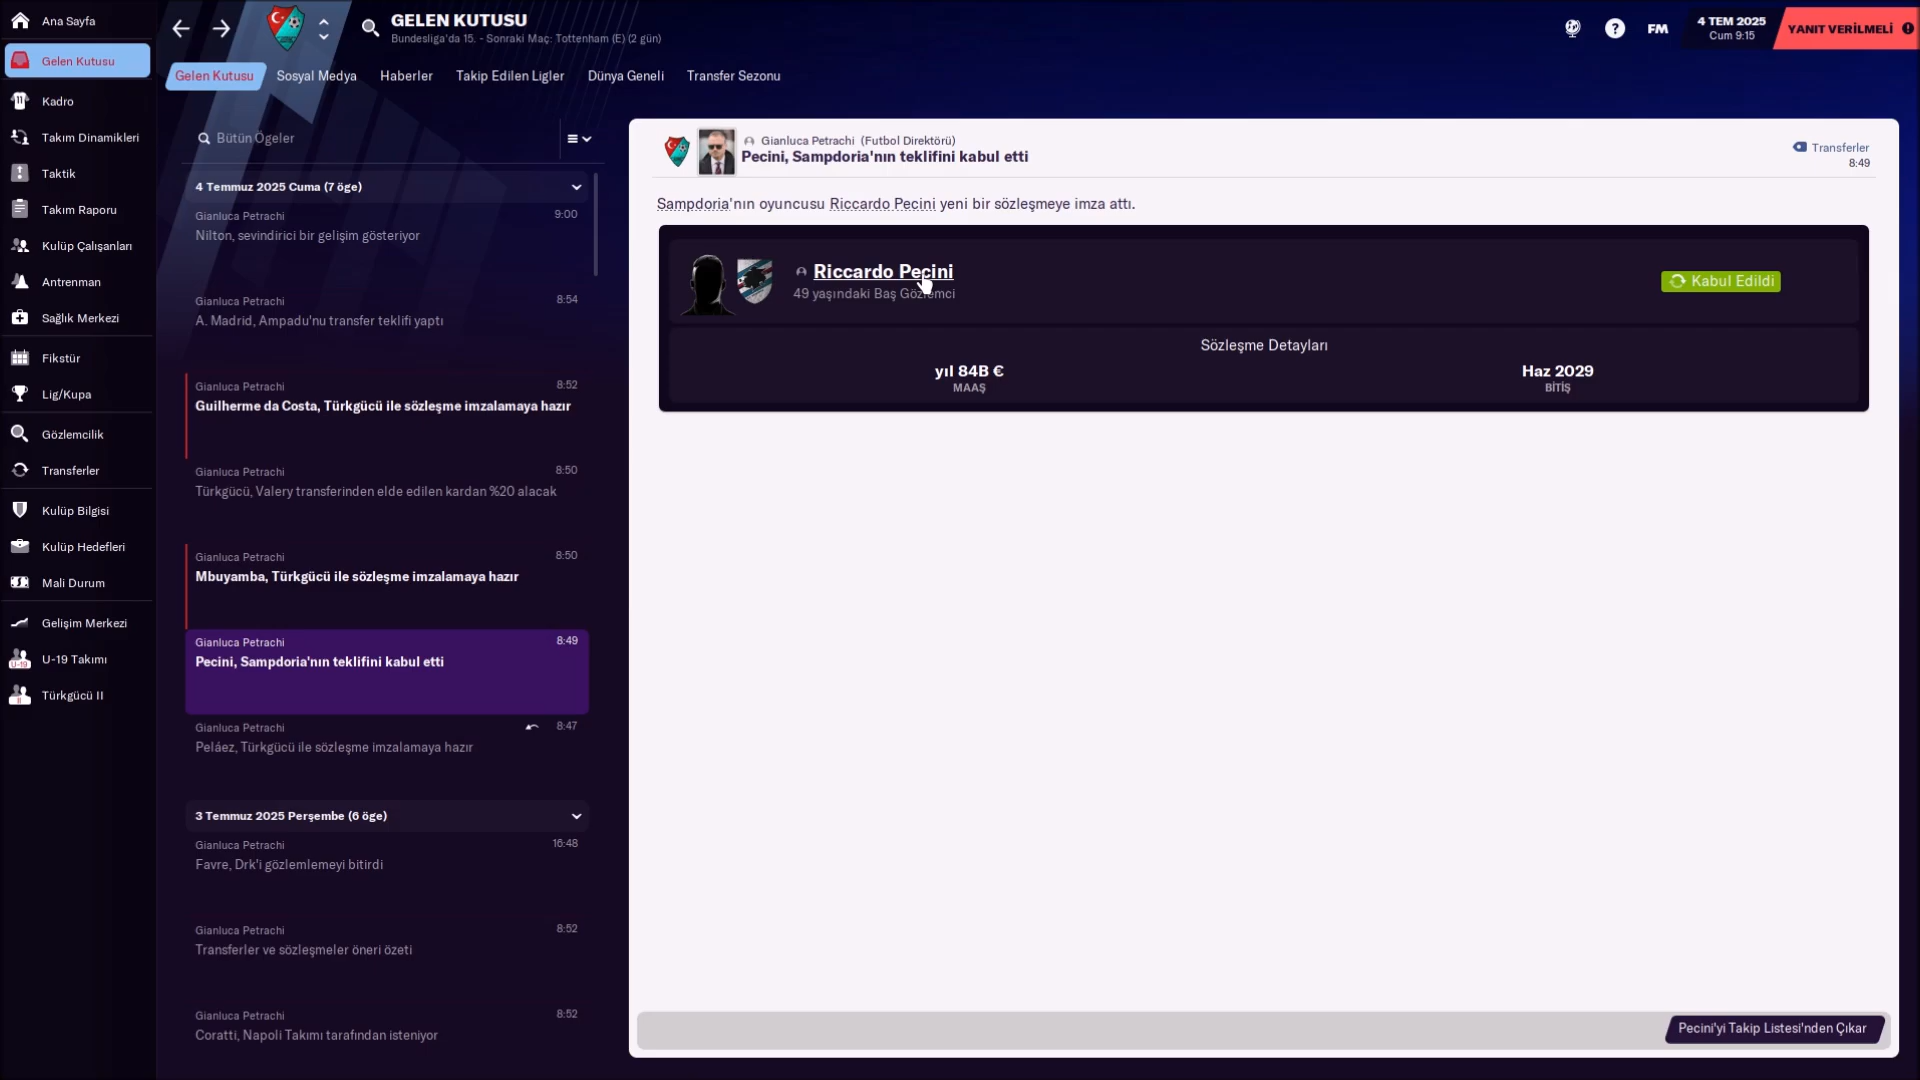 Ana Sayfa
Gelen Kutusu
Kadro
Takım Dinamikleri
Taktik
Takım Raporu
Kulüp Çalışanları
Antrenman
Sağlık Merkezi
Fikstür
Lig/Kupa
Gözlemcilik
Transferler
Kulüp Bilgisi
Kulüp Hedefleri
Mali Durum
Gelişim Merkezi
U-19 Takımı
Türkgücü II
GELEN KUTUSU
Bundesliga'da 15. - Sonraki Maç: Tottenham (E) (2 gün)
FM
4 TEM 2025
Cum 9:15
YANIT VERİLMELİ
Gelen Kutusu Sosyal Medya Haberler Takip Edilen Ligler Dünya Geneli Transfer Sezonu
Bütün Ögeler
4 Temmuz 2025 Cuma (7 öge)
Gianluca Petrachi 9:00
Nilton, sevindirici bir gelişim gösteriyor
Gianluca Petrachi 8:54
A. Madrid, Ampadu'nu transfer teklifi yaptı
Gianluca Petrachi 8:52
Guilherme da Costa, Türkgücü ile sözleşme imzalamaya hazır
Gianluca Petrachi 8:50
Türkgücü, Valery transferinden elde edilen kardan %20 alacak
Gianluca Petrachi 8:50
Mbuyamba, Türkgücü ile sözleşme imzalamaya hazır
Gianluca Petrachi 8:49
Pecini, Sampdoria'nın teklifini kabul etti
Gianluca Petrachi 8:47
Peláez, Türkgücü ile sözleşme imzalamaya hazır
3 Temmuz 2025 Perşembe (6 öge)
Gianluca Petrachi 16:48
Favre, Drk'i gözlemlemeyi bitirdi
Gianluca Petrachi 8:52
Transferler ve sözleşmeler öneri özeti
Gianluca Petrachi 8:52
Coratti, Napoli Takımı tarafından isteniyor
Gianluca Petrachi (Futbol Direktörü)
Pecini, Sampdoria'nın teklifini kabul etti
Transferler
8:49
Sampdoria'nın oyuncusu Riccardo Pecini yeni bir sözleşmeye imza attı.
Riccardo Pecini
49 yaşındaki Baş Gözlemci
Kabul Edildi
Sözleşme Detayları
yıl 84B € Haz 2029
MAAŞ BİTİŞ
Pecini'yi Takip Listesi'nden Çıkar